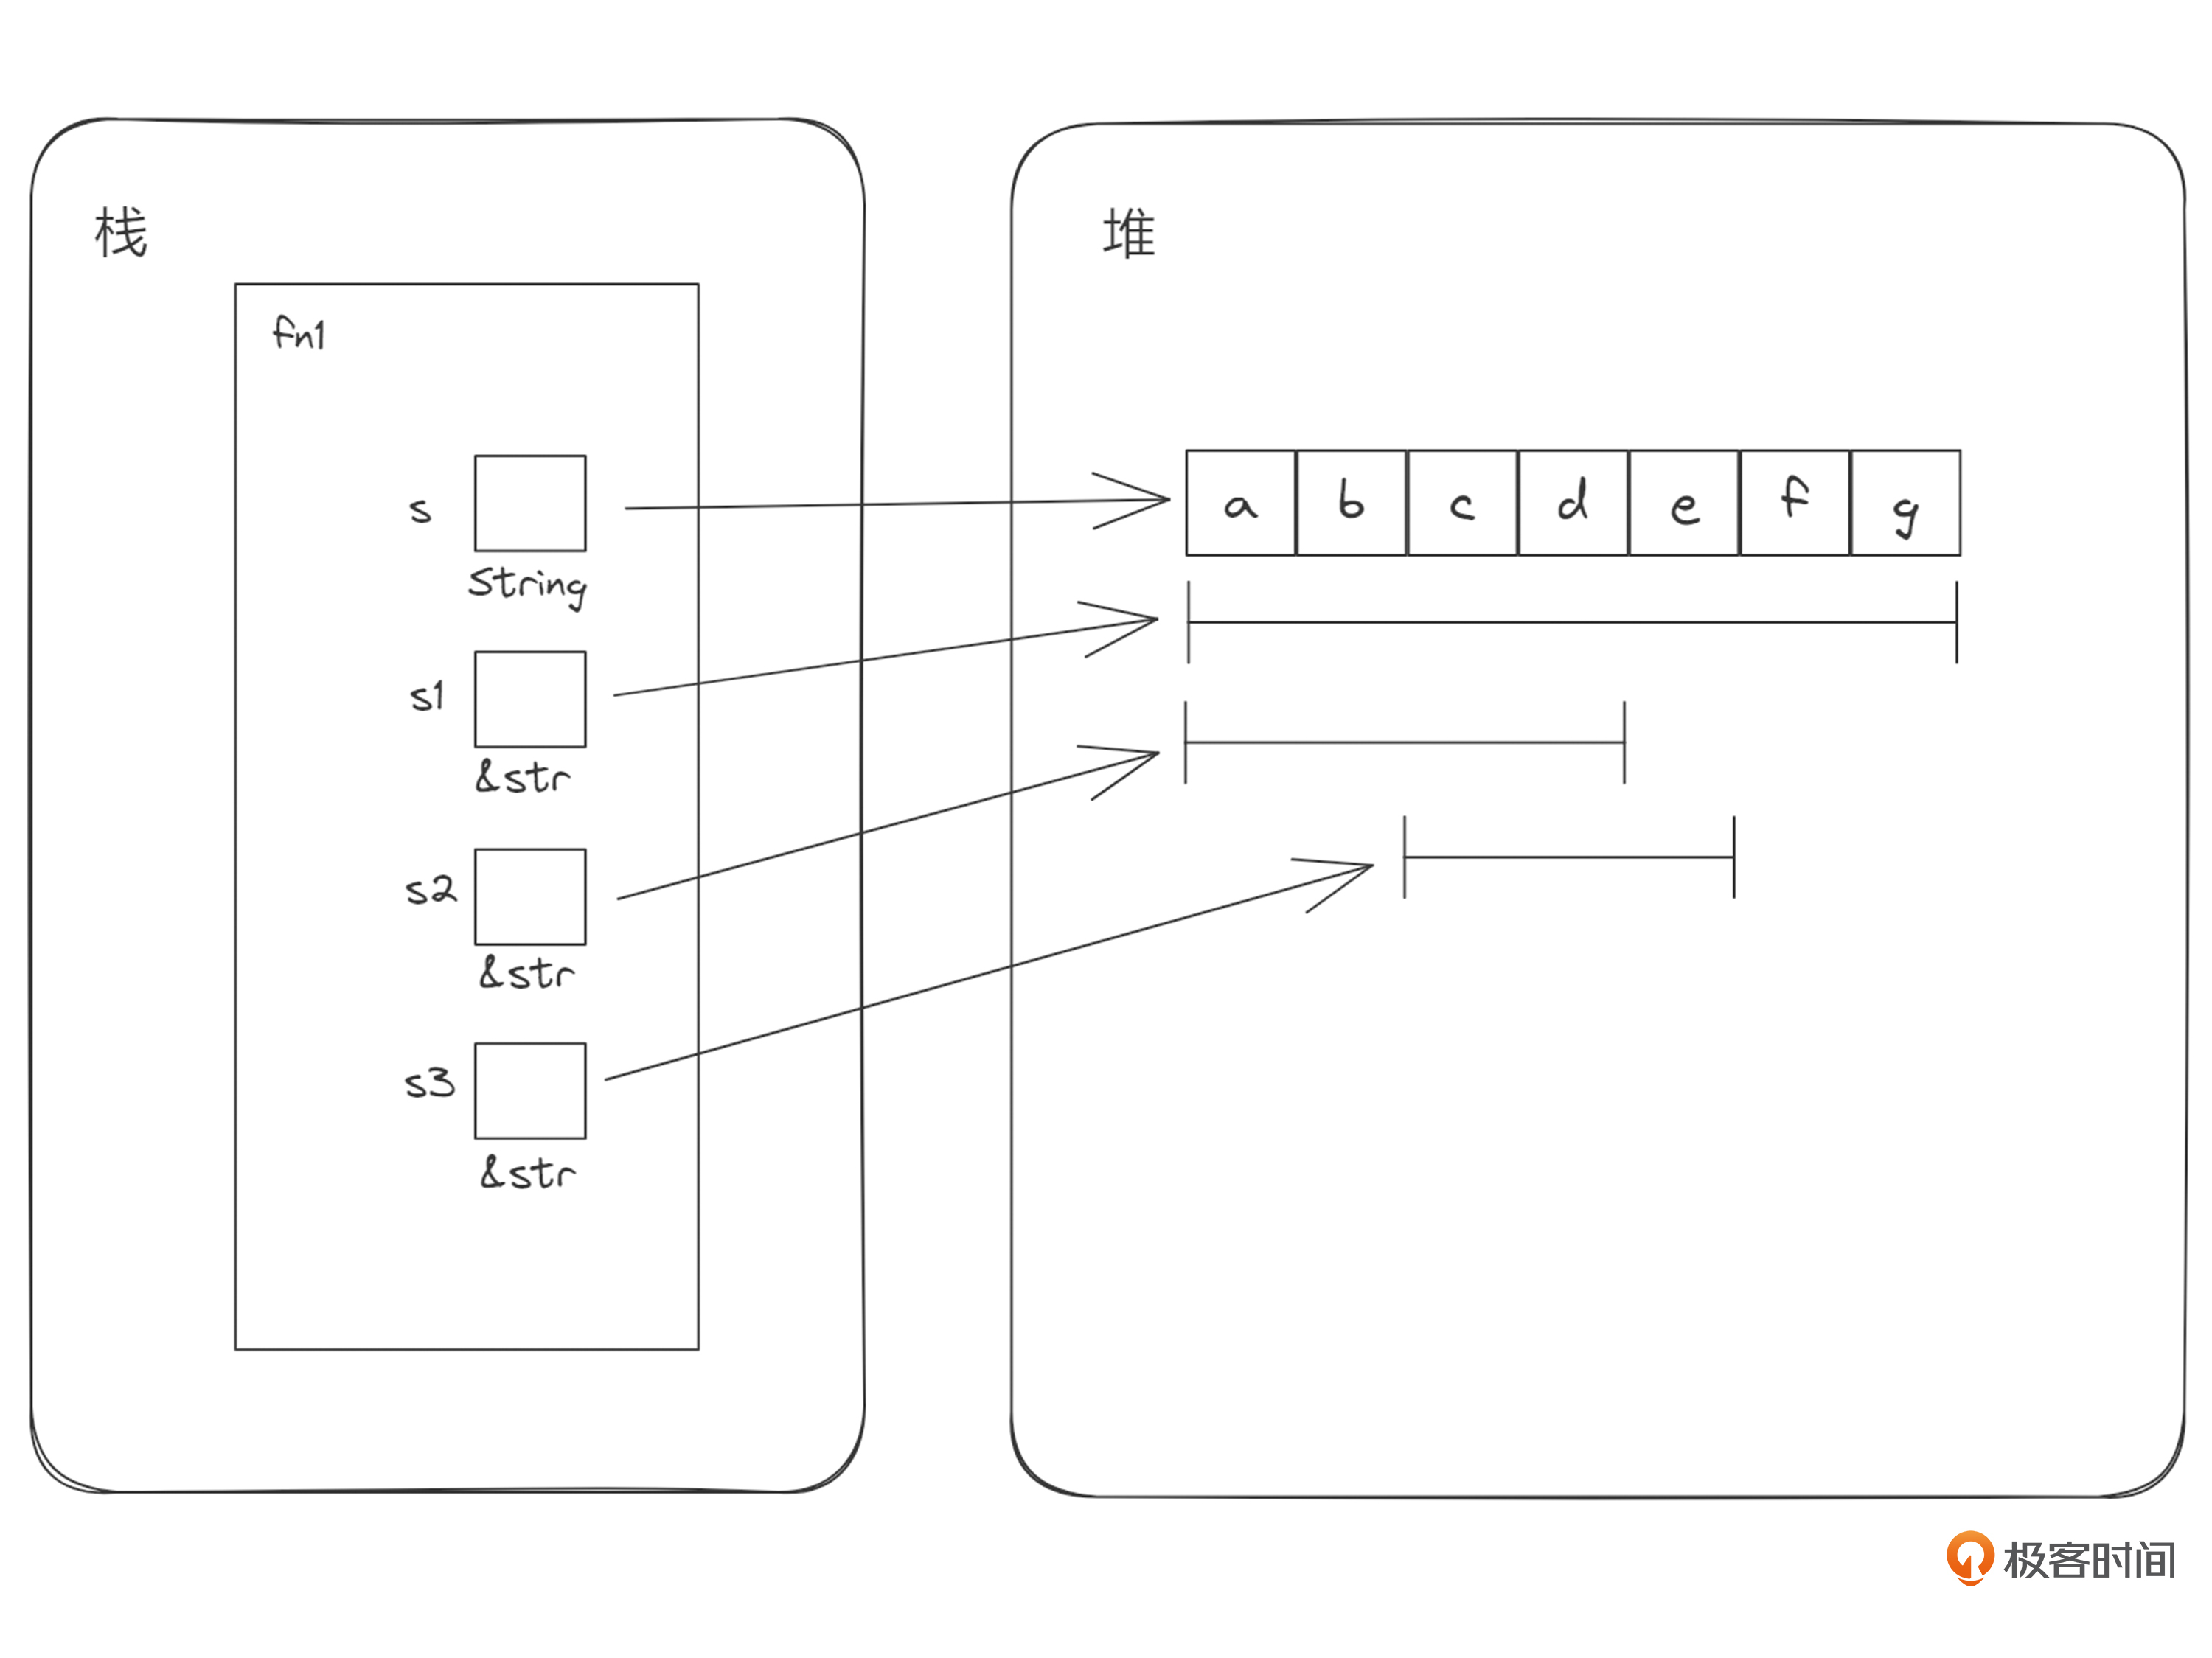 栈
fn1
s
String
s1
&str
s2
&str
s3
&str
堆
a b c d e f g
极客时间